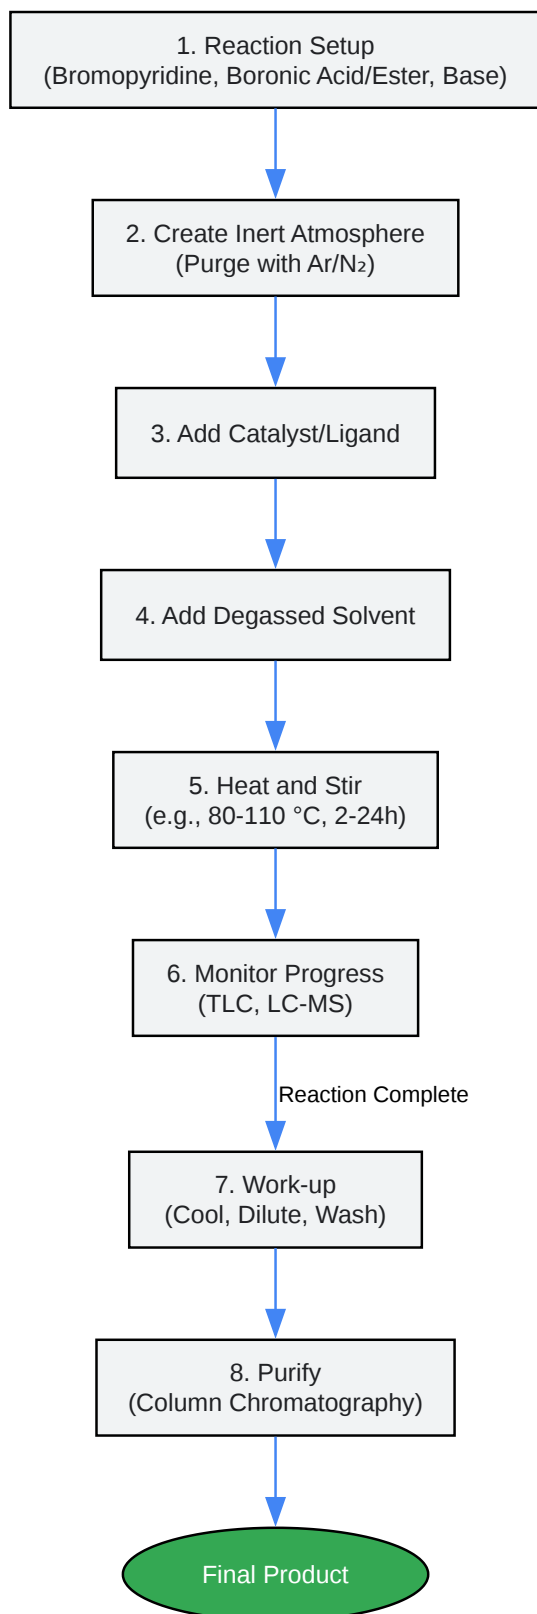 1. Reaction Setup
(Bromopyridine, Boronic Acid/Ester, Base)
2. Create Inert Atmosphere
(Purge with Ar/N₂)
3. Add Catalyst/Ligand
4. Add Degassed Solvent
5. Heat and Stir
(e.g., 80-110 °C, 2-24h)
6. Monitor Progress
(TLC, LC-MS)
Reaction Complete
7. Work-up
(Cool, Dilute, Wash)
8. Purify
(Column Chromatography)
Final Product